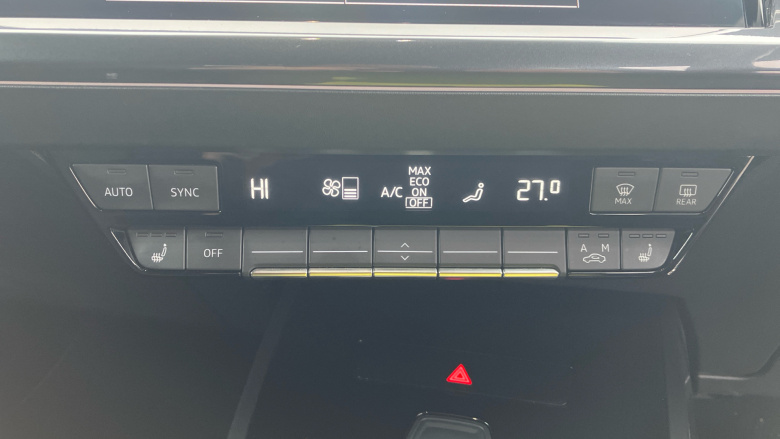 AUTO
SYNC
HI
A/C
MAX
ECO
ON
OFF
27.0
MAX
REAR
OFF
A M